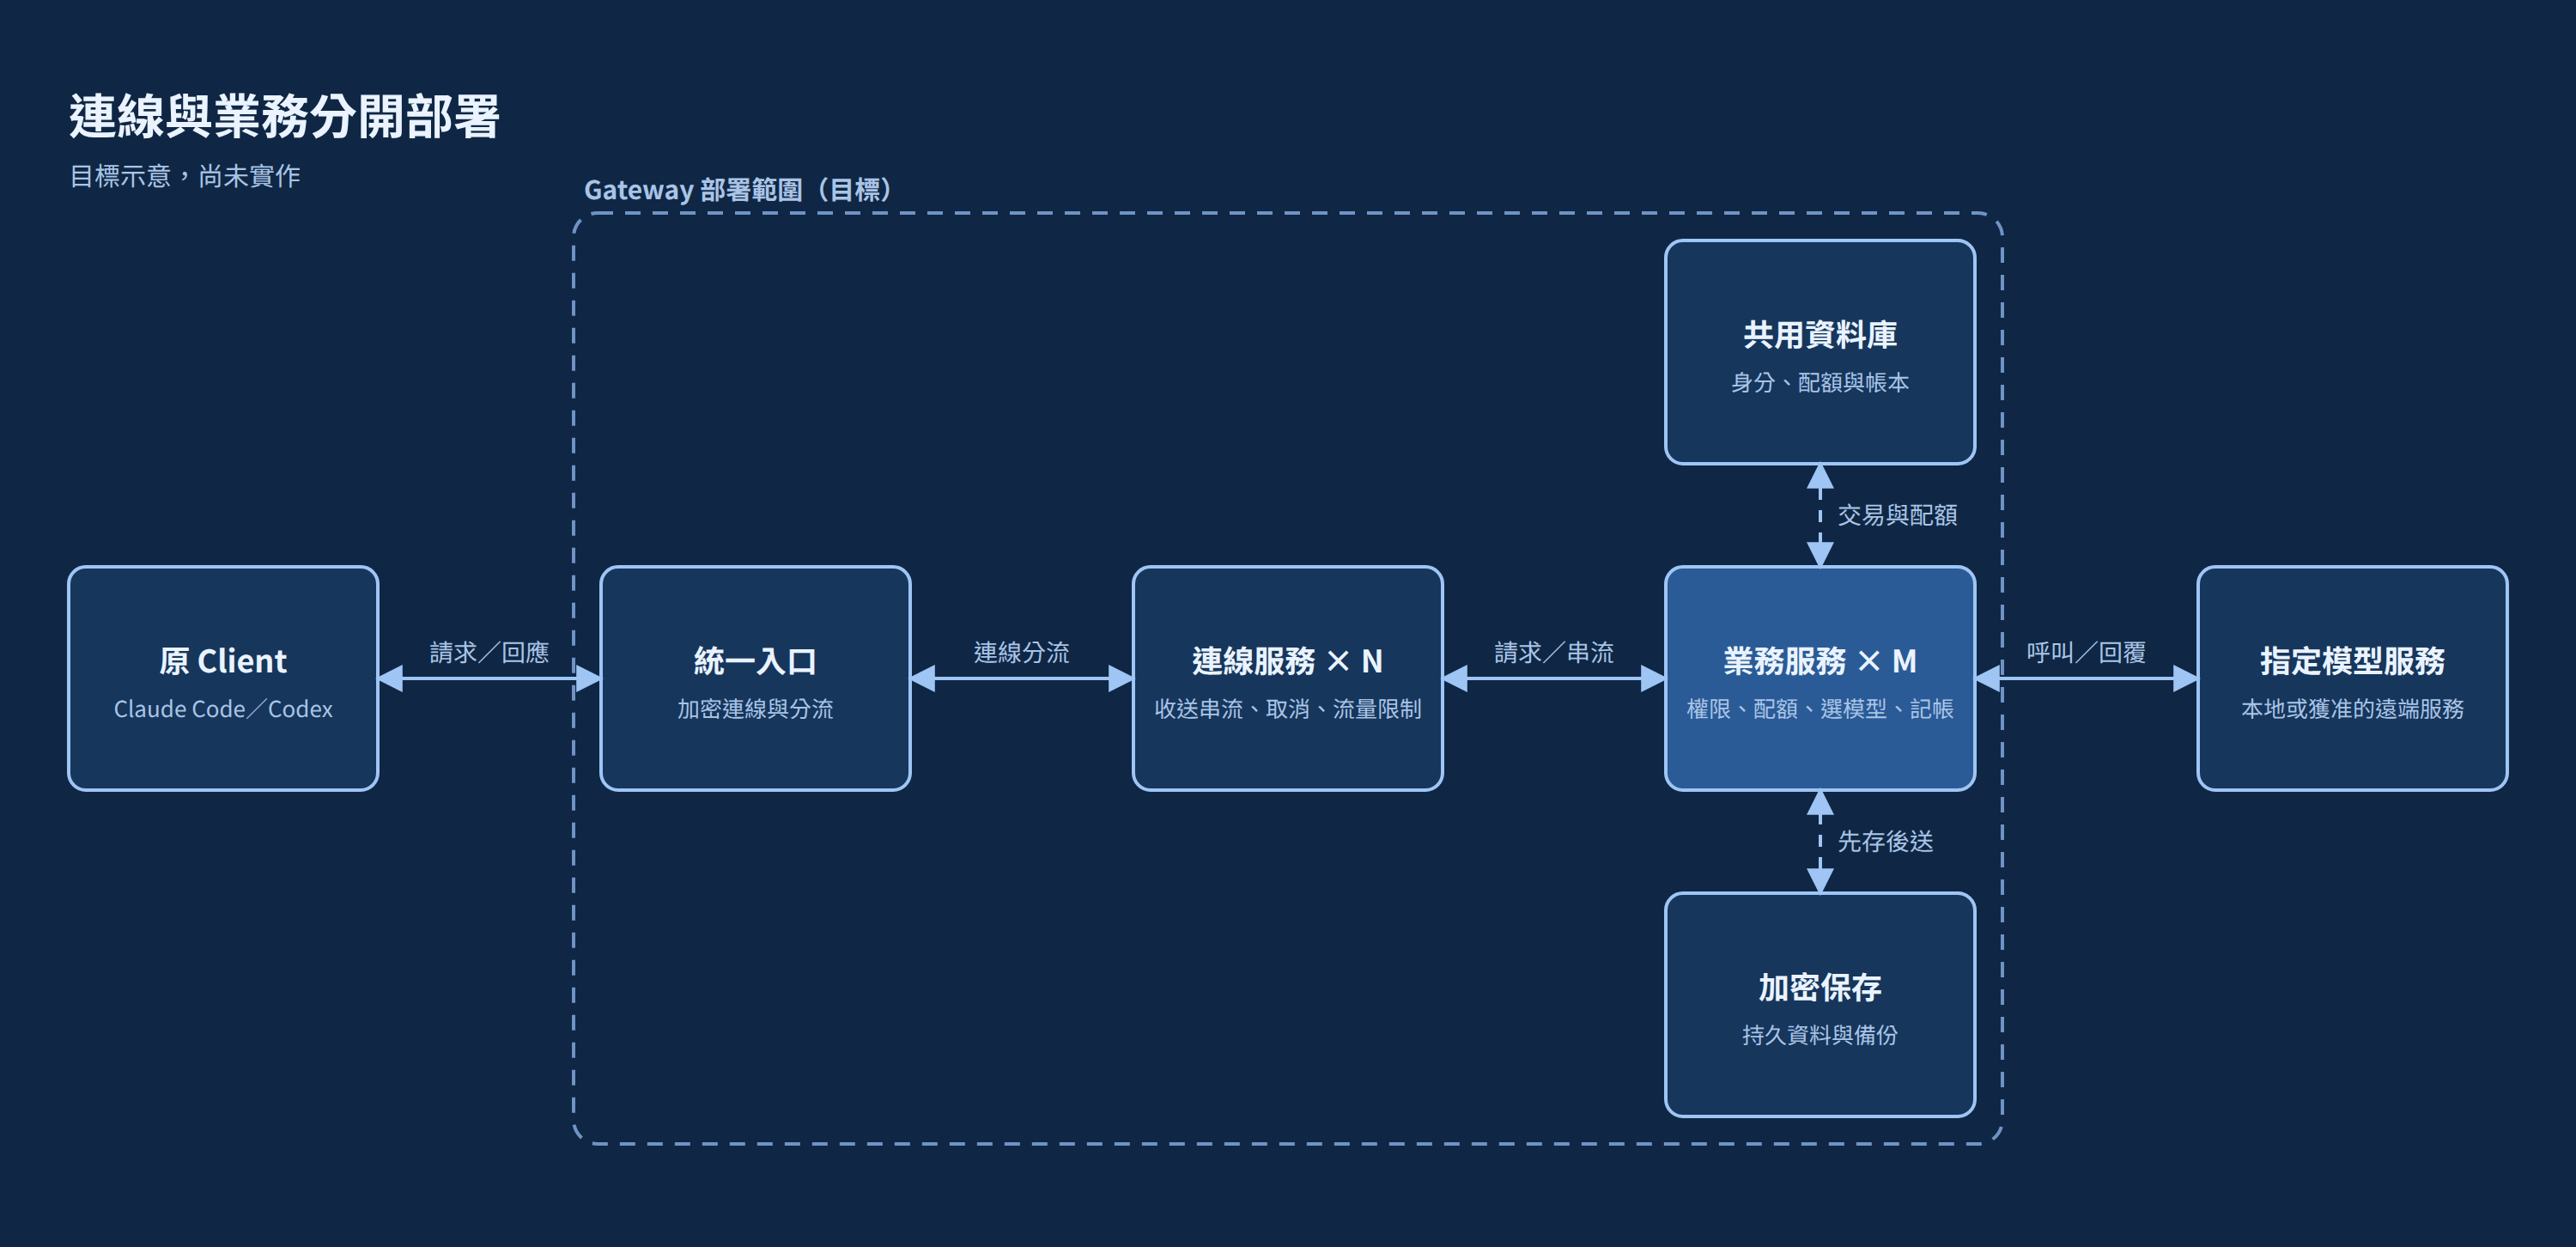 連線與業務分開部署
目標示意，尚未實作
Gateway 部署範圍（目標）
共用資料庫
身分、配額與帳本
交易與配額
原 Client
Claude Code／Codex
請求／回應
統一入口
加密連線與分流
連線分流
連線服務 × N
收送串流、取消、流量限制
請求／串流
業務服務 × M
權限、配額、選模型、記帳
呼叫／回覆
指定模型服務
本地或獲准的遠端服務
先存後送
加密保存
持久資料與備份